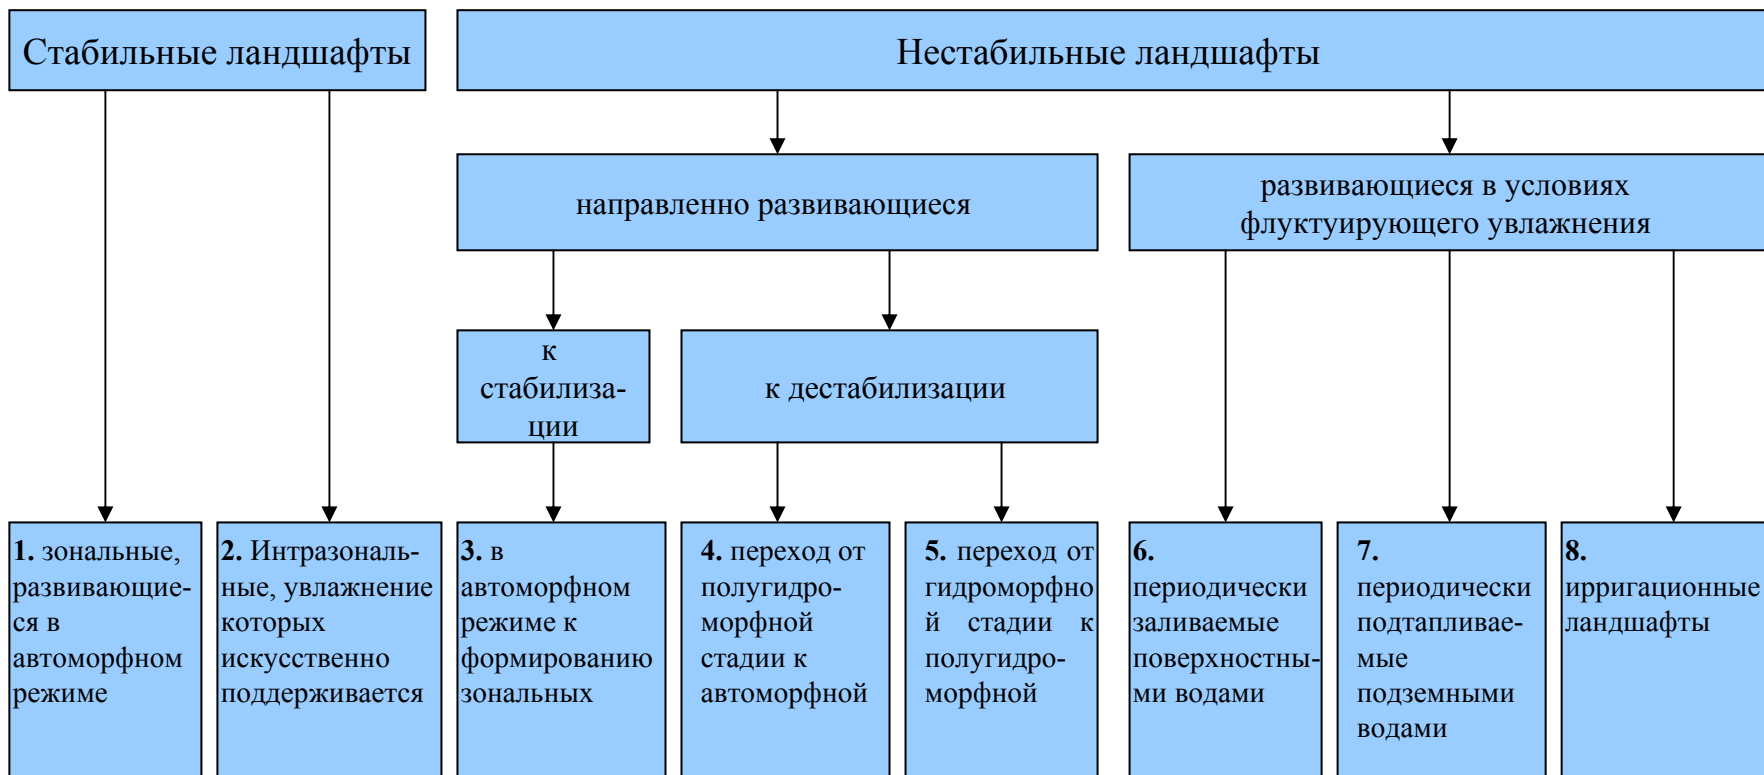 Стабильные ландшафты
Нестабильные ландшафты
направленно развивающиеся
развивающиеся в условиях
флуктуирующего увлажнения
к
стабилиза-
ции
к дестабилизации
1. зональные,
развивающие-
ся в
автоморфном
режиме
2. Интразональ-
ные, увлажнение
которых
искусственно
поддерживается
3. в
автоморфном
режиме к
формированию
зональных
4. переход от
полугидро-
морфной
стадии к
автоморфной
5. переход от
гидроморфно
й стадии к
полугидро-
морфной
6.
периодически
заливаемые
поверхностны-
ми водами
7.
периодически
подтапливае-
мые
подземными
водами
8.
ирригационные
ландшафты